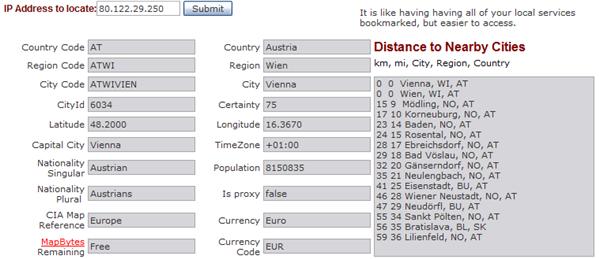 IP Address to locate: 80.122.29.250 Submit
It is like having having all of your local services
bookmarked, but easier to access.
Country Code AT Country Austria
Region Code ATWI Region Wien
City Code ATWIVIEN City Vienna
CityId 6034 Certainty 75
Latitude 48.2000 Longitude 16.3670
Capital City Vienna TimeZone +01:00
Nationality
Singular Austrian Population 8150835
Nationality
Plural Austrians Is proxy false
CIA Map
Reference Europe Currency Euro
MapBytes
Remaining Free Currency
Code EUR
Distance to Nearby Cities
km, mi, City, Region, Country
0 0 Vienna, WI, AT
0 0 Wien, WI, AT
15 9 Mödling, NO, AT
17 10 Korneuburg, NO, AT
23 14 Baden, NO, AT
24 15 Rosental, NO, AT
28 17 Ebreichsdorf, NO, AT
29 18 Bad Vöslau, NO, AT
32 20 Gänserndorf, NO, AT
35 21 Neulengbach, NO, AT
41 25 Eisenstadt, BU, AT
46 28 Wiener Neustadt, NO, AT
47 29 Neudörfl, BU, AT
55 34 Sankt Pölten, NO, AT
56 35 Bratislava, BL, SK
59 36 Lilienfeld, NO, AT